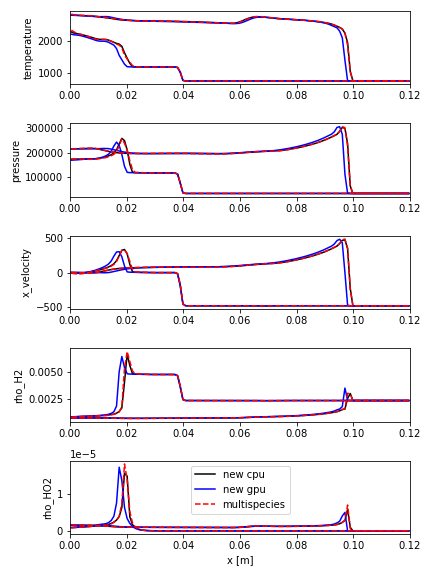 temperature
2000
1000
0.00 0.02 0.04 0.06 0.08 0.10 0.12
pressure
300000
200000
100000
0.00 0.02 0.04 0.06 0.08 0.10 0.12
x_velocity
500
0
−500
0.00 0.02 0.04 0.06 0.08 0.10 0.12
rho_H2
0.0050
0.0025
0.00 0.02 0.04 0.06 0.08 0.10 0.12
1e−5
rho_HO2
1
0
new cpu
new gpu
multispecies
0.00 0.02 0.04 0.06 0.08 0.10 0.12
x [m]